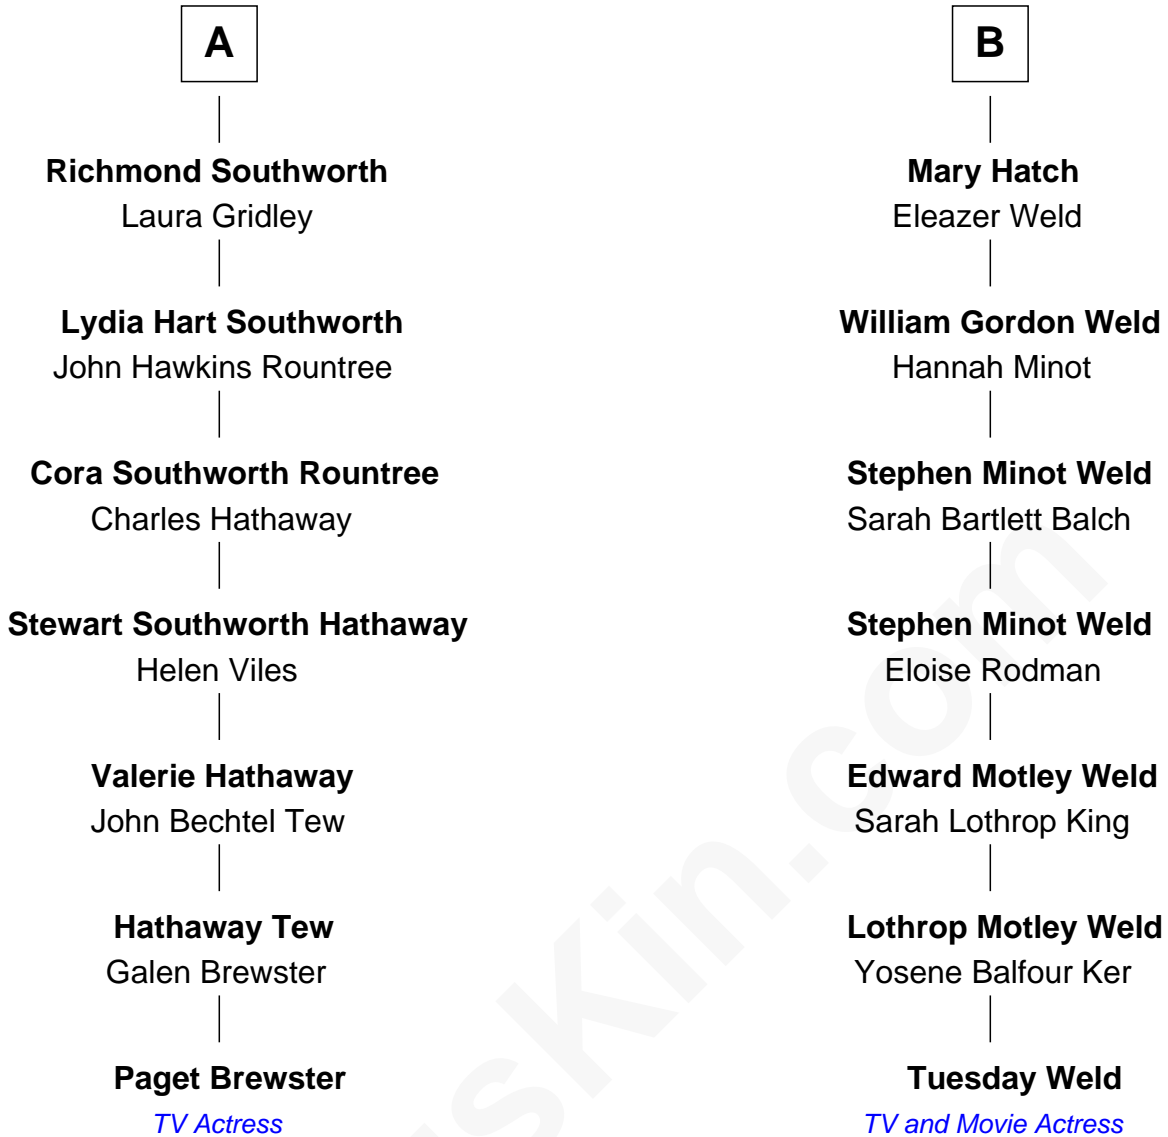 A
Richmond Southworth
Laura Gridley
Lydia Hart Southworth
John Hawkins Rountree
Cora Southworth Rountree
Charles Hathaway
Stewart Southworth Hathaway
Helen Viles
Valerie Hathaway
John Bechtel Tew
Hathaway Tew
Galen Brewster
Paget Brewster
TV Actress
B
Mary Hatch
Eleazer Weld
William Gordon Weld
Hannah Minot
Stephen Minot Weld
Sarah Bartlett Balch
Stephen Minot Weld
Eloise Rodman
Edward Motley Weld
Sarah Lothrop King
Lothrop Motley Weld
Yosene Balfour Ker
Tuesday Weld
TV and Movie Actress
sKin.com